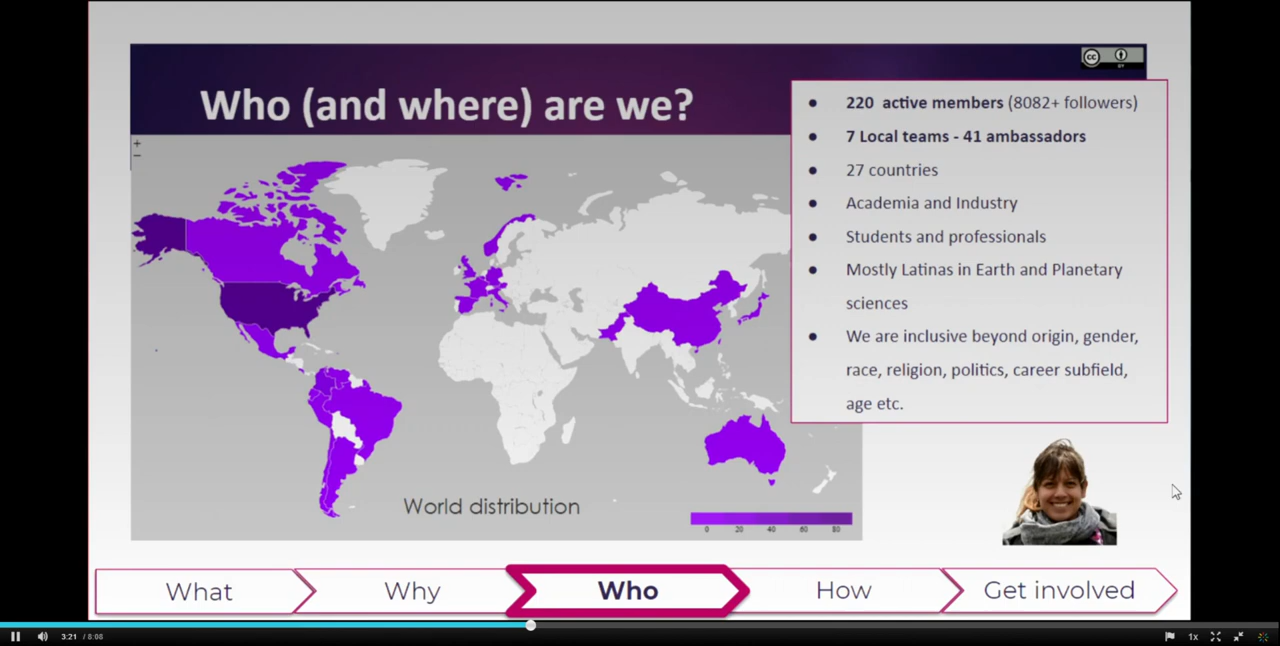 cc
BY
Who (and where) are we?
+
−
● 220 active members (8082+ followers)
● 7 Local teams - 41 ambassadors
● 27 countries
● Academia and Industry
● Students and professionals
● Mostly Latinas in Earth and Planetary
sciences
● We are inclusive beyond origin, gender,
race, religion, politics, career subfield,
age etc.
World distribution
0 20 40 60 80
What Why Who How Get involved
3:21 / 8:08 1x